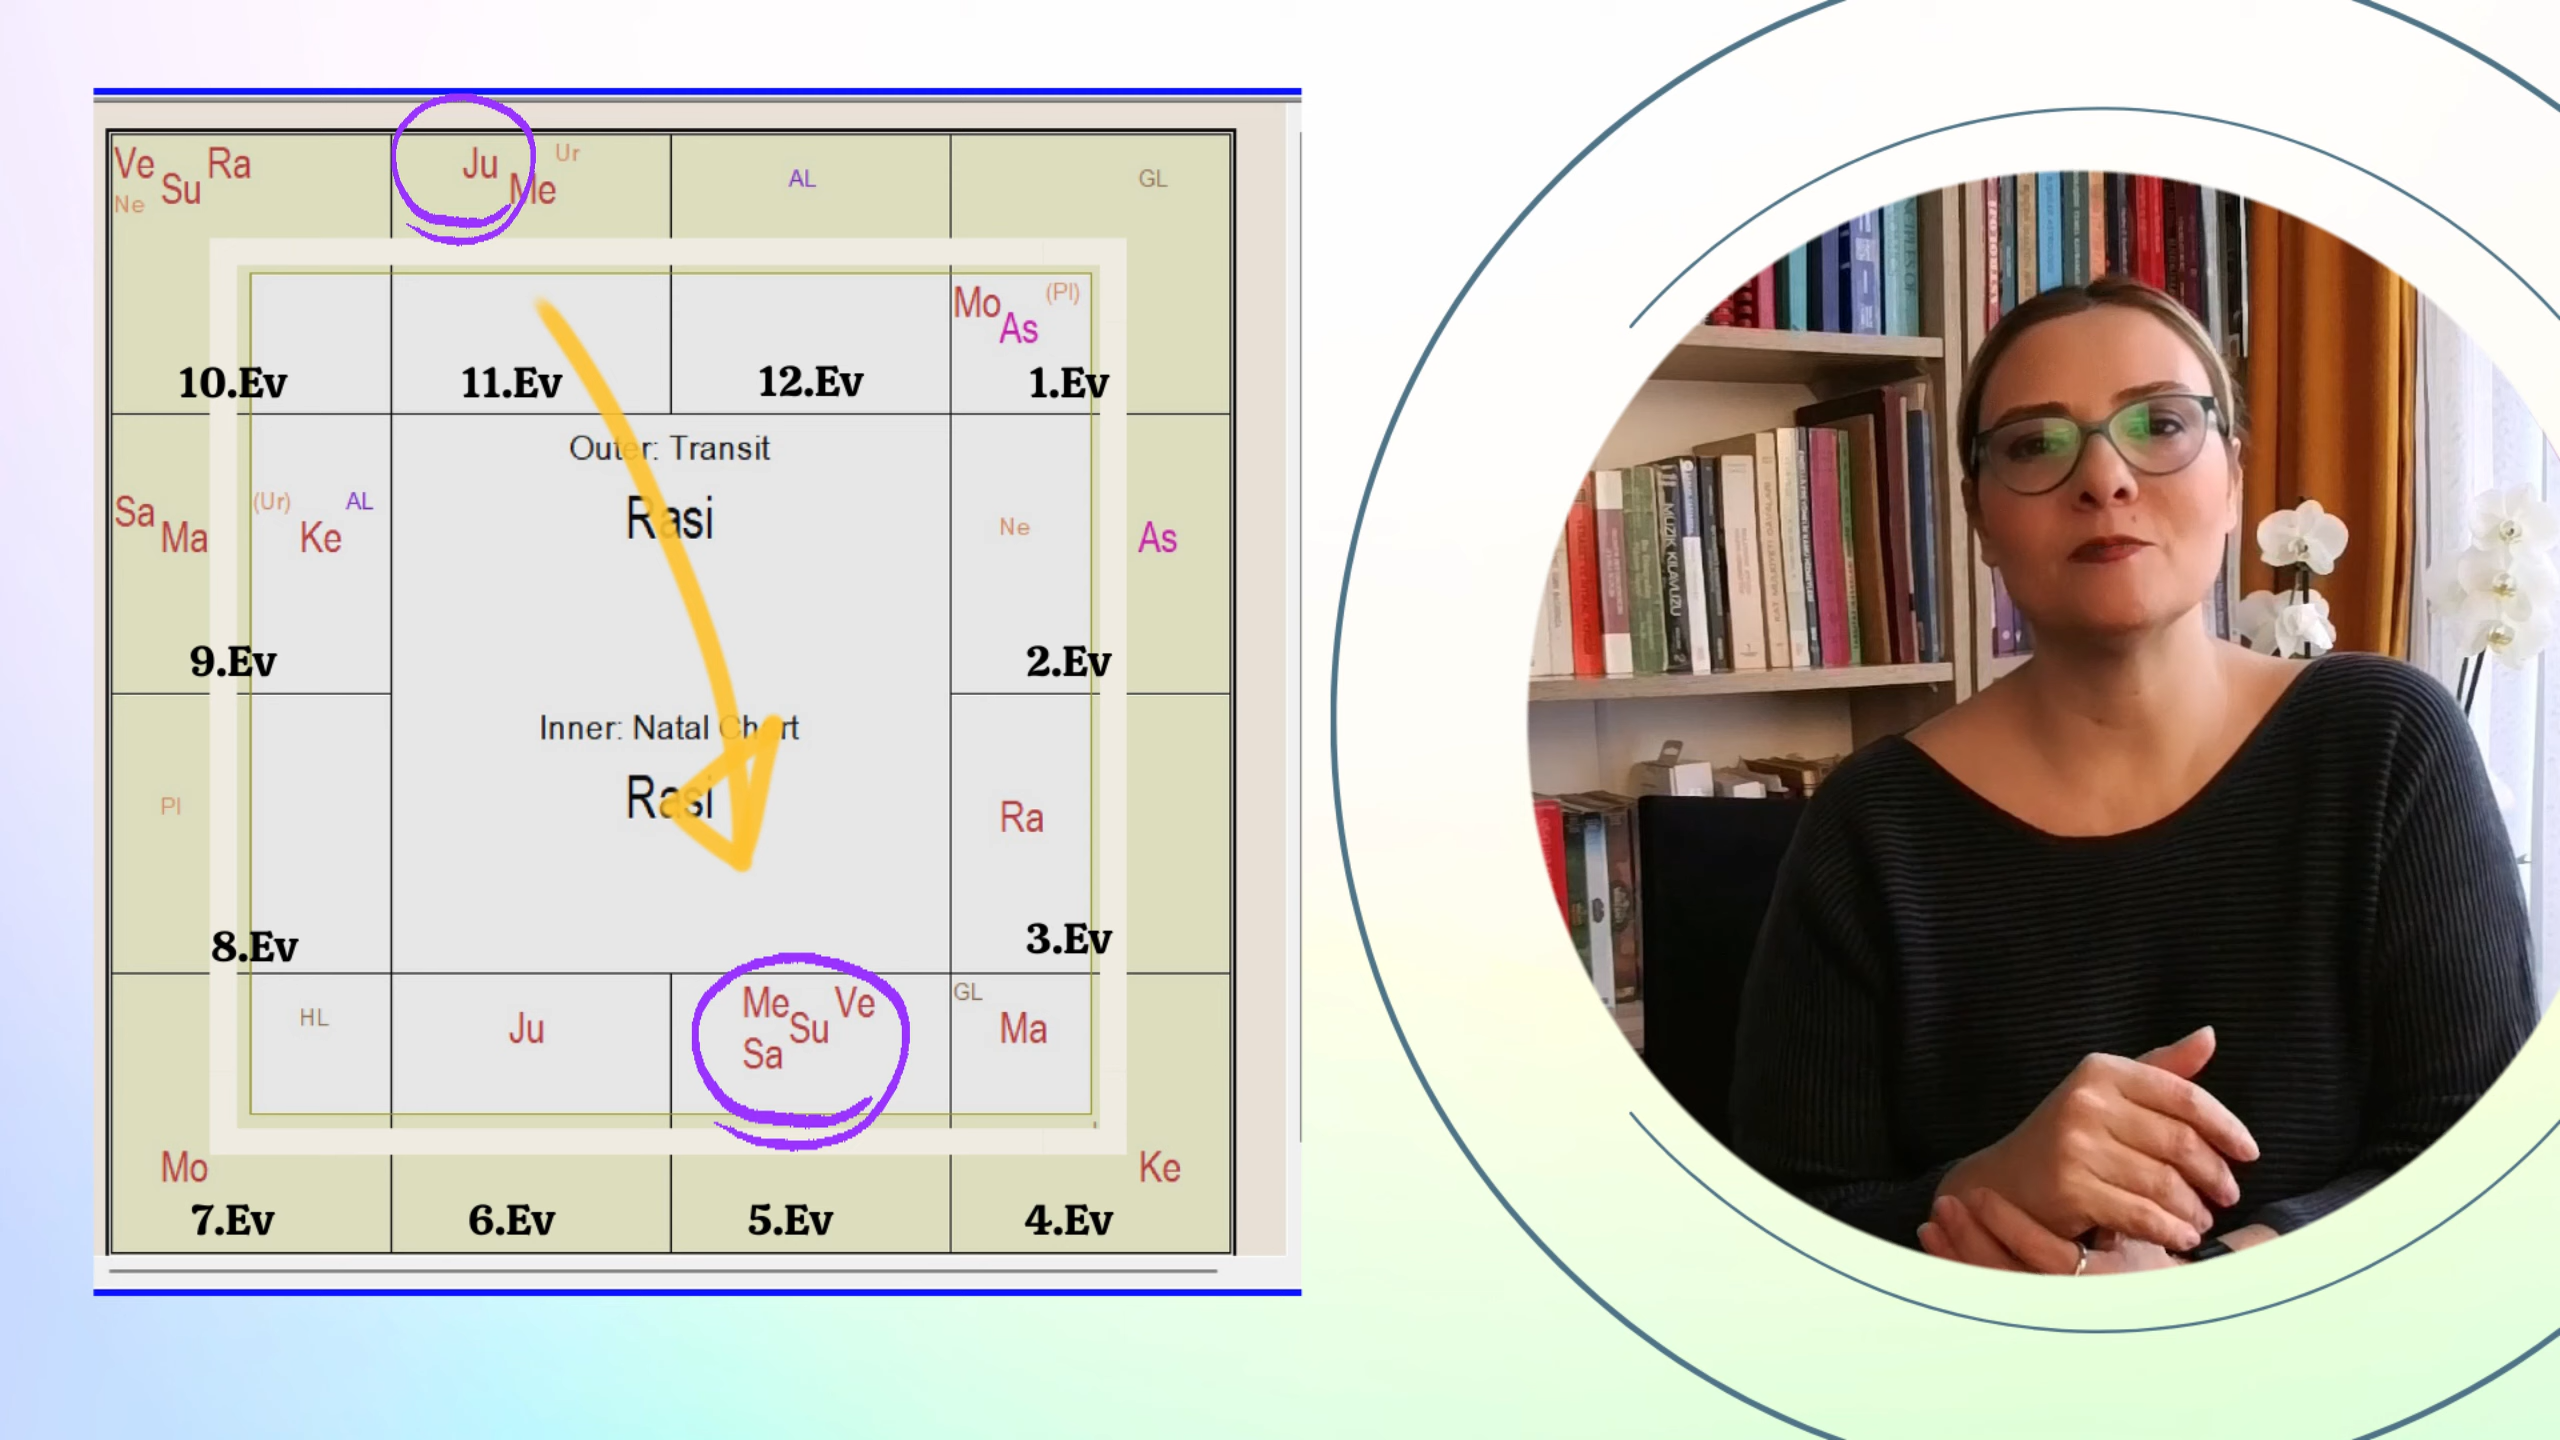 Ve Su Ra
Ne
Ju Me Ur
AL
GL
Mo As (Pl)
10.Ev
11.Ev
12.Ev
1.Ev
Outer: Transit
Rasi
Sa Ma
(Ur) Ke AL
Ne
As
9.Ev
2.Ev
Inner: Natal Chart
Rasi
Pl
Ra
8.Ev
3.Ev
HL
Ju
Me Su Ve
Sa
GL
Ma
Mo
Ke
7.Ev
6.Ev
5.Ev
4.Ev
MÜZİK KILAVUZU